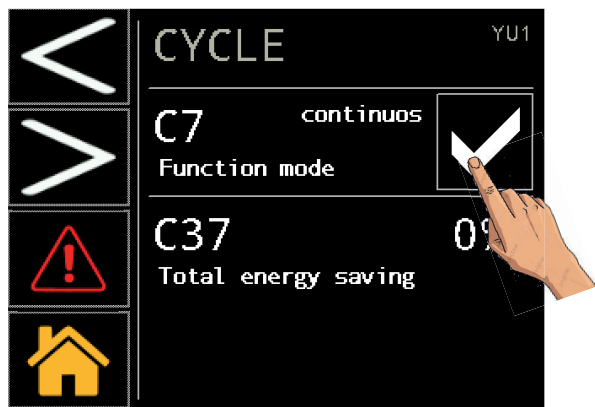 CYCLE
YU1
C7
continuos
Function mode
C37
Total energy saving